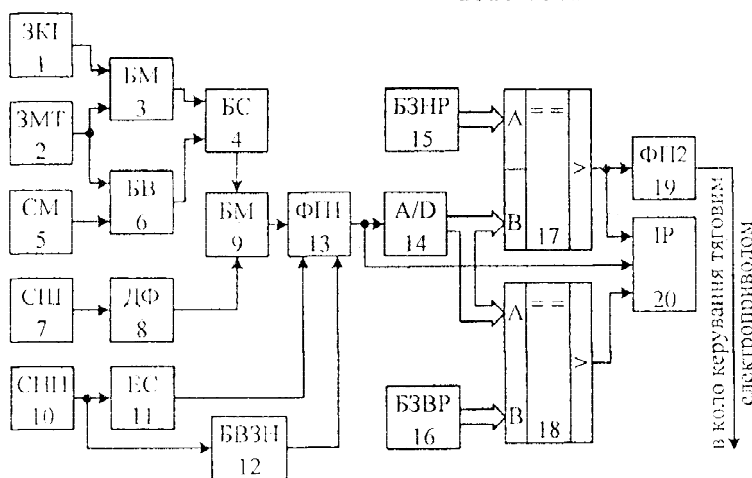 ЗКІ
1
ЗМТ
2
БМ
3
БС
4
СМ
5
БВ
6
СПШ
7
ДФ
8
БМ
9
СНП
10
ЕС
11
БВЗН
12
ФПІ
13
A/D
14
БЗНР
15
БЗВР
16
A
==
B
>
17
A
==
B
>
18
ФП2
19
ІР
20
в коло керування тяговим
електроприводом